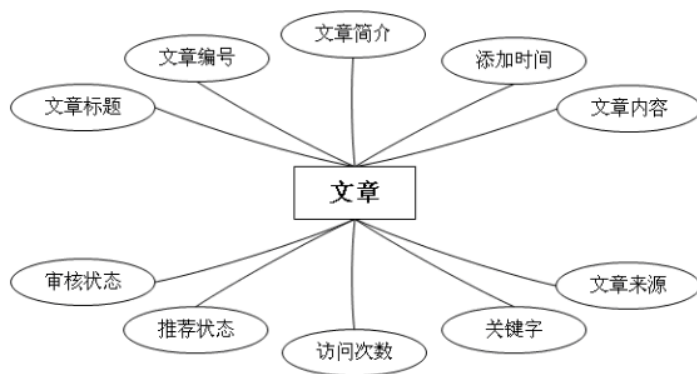 文章简介
文章编号
添加时间
文章标题
文章内容
文章
审核状态
文章来源
推荐状态
关键字
访问次数